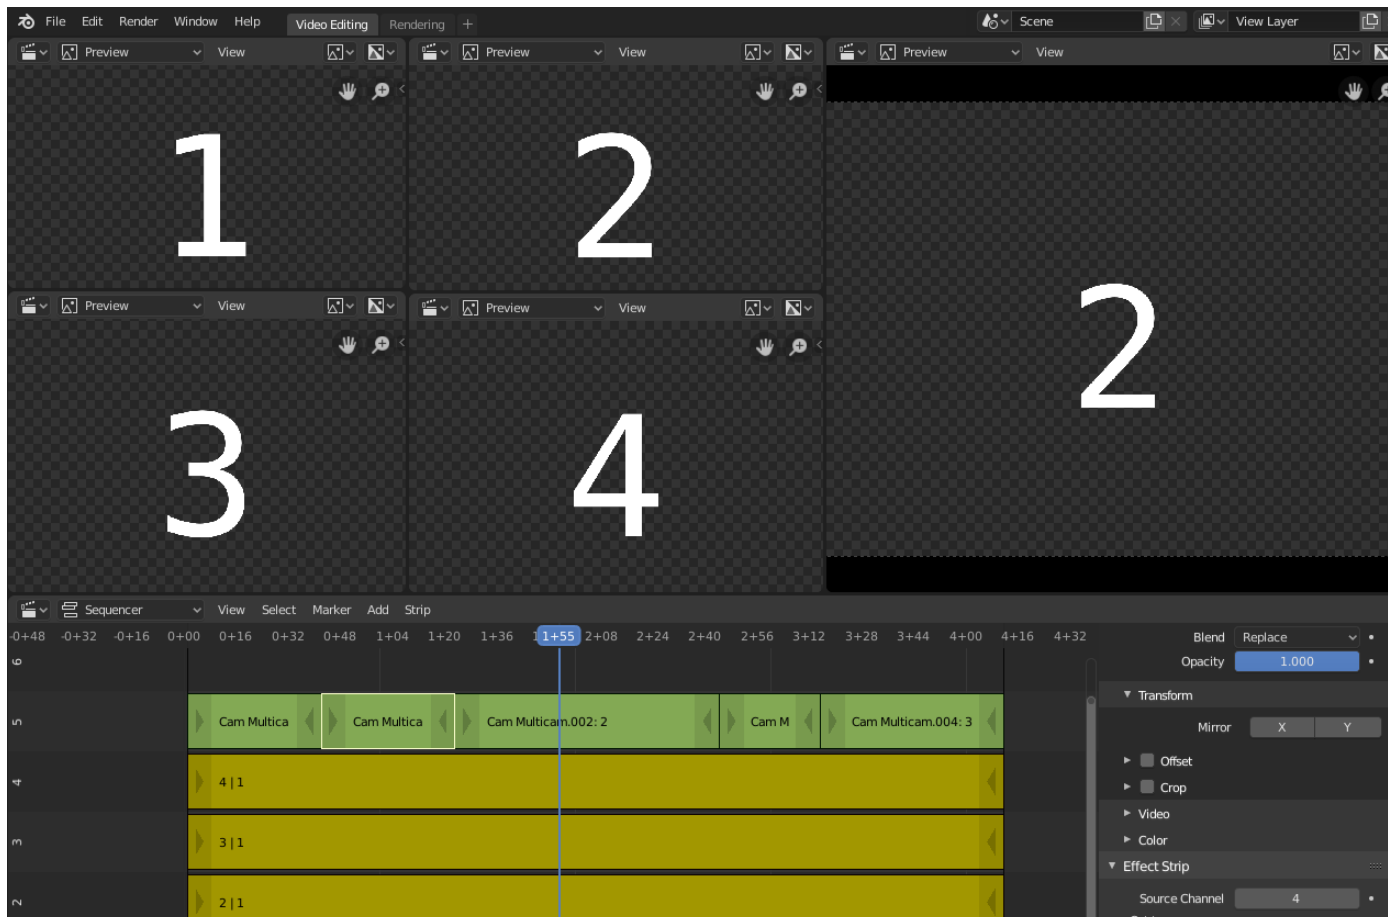 File Edit Render Window Help Video Editing Rendering + Scene View Layer
Preview View Preview View Preview View
1 2
2
Preview View Preview View
3 4
Sequencer View Select Marker Add Strip
-0+48 -0+32 -0+16 0+00 0+16 0+32 0+48 1+04 1+20 1+36 1+55 2+08 2+24 2+40 2+56 3+12 3+28 3+44 4+00 4+16 4+32
6
5 Cam Multica Cam Multica Cam Multicam.002: 2 Cam M Cam Multicam.004: 3
4 4 | 1
3 3 | 1
2 2 | 1
Blend Replace
Opacity 1.000
Transform
Mirror X Y
Offset
Crop
Video
Color
Effect Strip
Source Channel 4